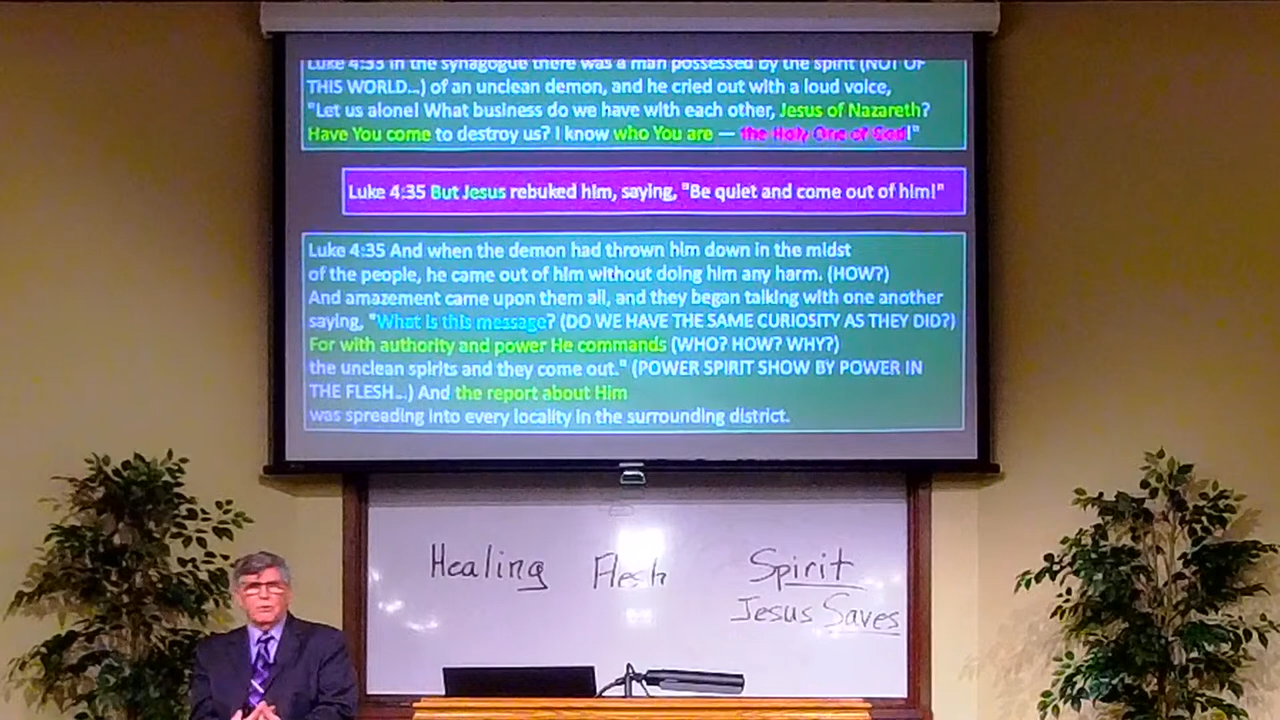 Luke 4:33 In the synagogue there was a man possessed by the spirit (NOT OF
THIS WORLD...) of an unclean demon, and he cried out with a loud voice,
"Let us alone! What business do we have with each other, Jesus of Nazareth?
Have You come to destroy us? I know who You are — the Holy One of God!"
Luke 4:35 But Jesus rebuked him, saying, "Be quiet and come out of him!"
Luke 4:35 And when the demon had thrown him down in the midst
of the people, he came out of him without doing him any harm. (HOW?)
And amazement came upon them all, and they began talking with one another
saying, "What is this message? (DO WE HAVE THE SAME CURIOSITY AS THEY DID?)
For with authority and power He commands (WHO? HOW? WHY?)
the unclean spirits and they come out." (POWER SPIRIT SHOW BY POWER IN
THE FLESH...) And the report about Him
was spreading into every locality in the surrounding district.
Healing Flesh Spirit
Jesus Saves